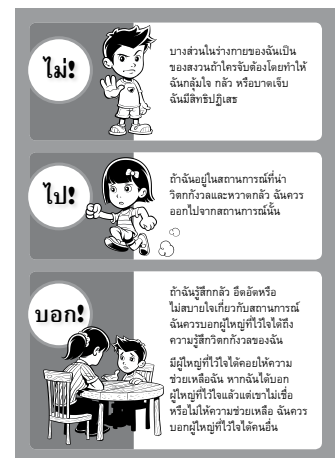 ไม่!
บางส่วนในร่างกายของฉันเป็น
ของสงวนถ้าใครจับต้องโดยทำให้
ฉันกลุ้มใจ กลัว หรือบาดเจ็บ
ฉันมีสิทธิปฏิเสธ
ไป!
ถ้าฉันอยู่ในสถานการณ์ที่น่า
วิตกกังวลและหวาดกลัว ฉันควร
ออกไปจากสถานการณ์นั้น
บอก!
ถ้าฉันรู้สึกกลัว อึดอัดหรือ
ไม่สบายใจเกี่ยวกับสถานการณ์
ฉันควรบอกผู้ใหญ่ที่ไว้ใจได้ถึง
ความรู้สึกวิตกกังวลของฉัน
มีผู้ใหญ่ที่ไว้ใจได้คอยให้ความ
ช่วยเหลือฉัน หากฉันได้บอก
ผู้ใหญ่ที่ไว้ใจแล้วแต่เขาไม่เชื่อ
หรือไม่ให้ความช่วยเหลือ ฉันควร
บอกผู้ใหญ่ที่ไว้ใจได้คนอื่น